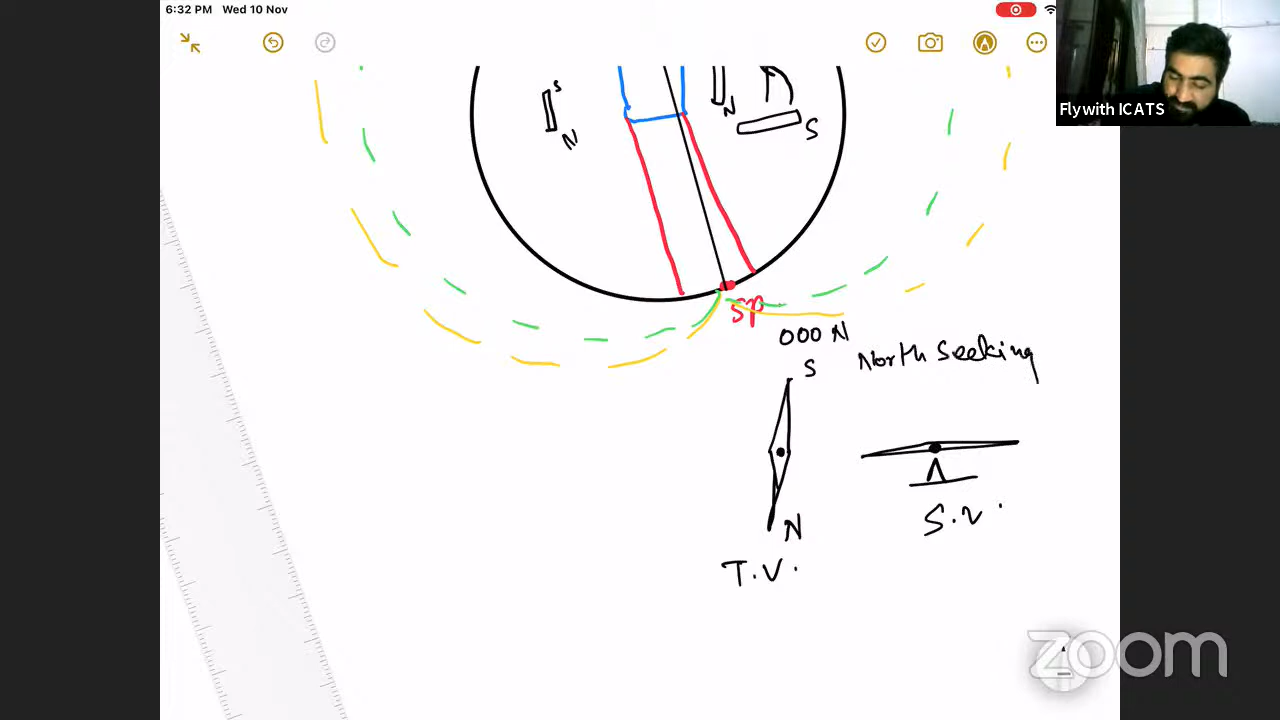 6:32 PM Wed 10 Nov
Flywith ICATS
S
N
N
S
SP
000 N
S
North Seeking
N
S.V.
T.V.
zoom